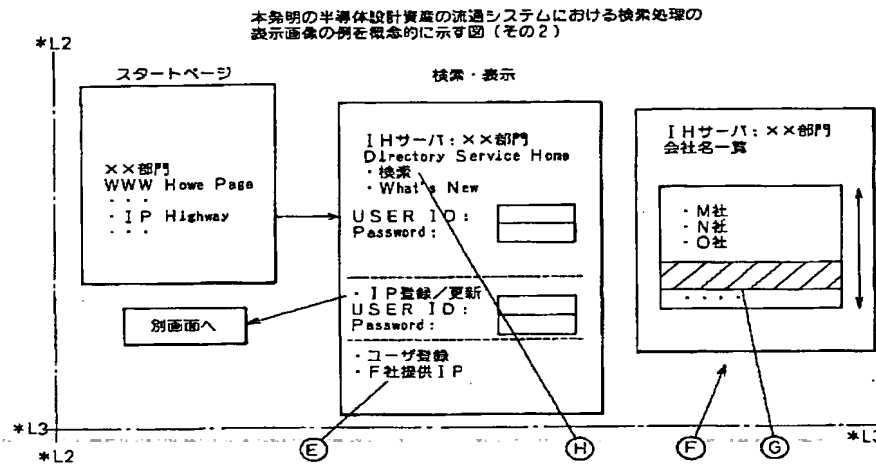 本発明の半導体設計資産の流通システムにおける検索処理の
表示画像の例を概念的に示す図(その2)
*L2
スタートページ
検索・表示
××部門
WWW Howe Page
・・・
・IP Highway
・・・
別画面へ
IHサーバ:××部門
Directory Service Home
・検索
・What's New
USER ID:
Password:
・IP登録/更新
USER ID:
Password:
・ユーザ登録
・F社提供IP
IHサーバ:××部門
会社名一覧
・M社
・N社
・O社
・・・・
*L3
*L2
E
H
F
G
*L3